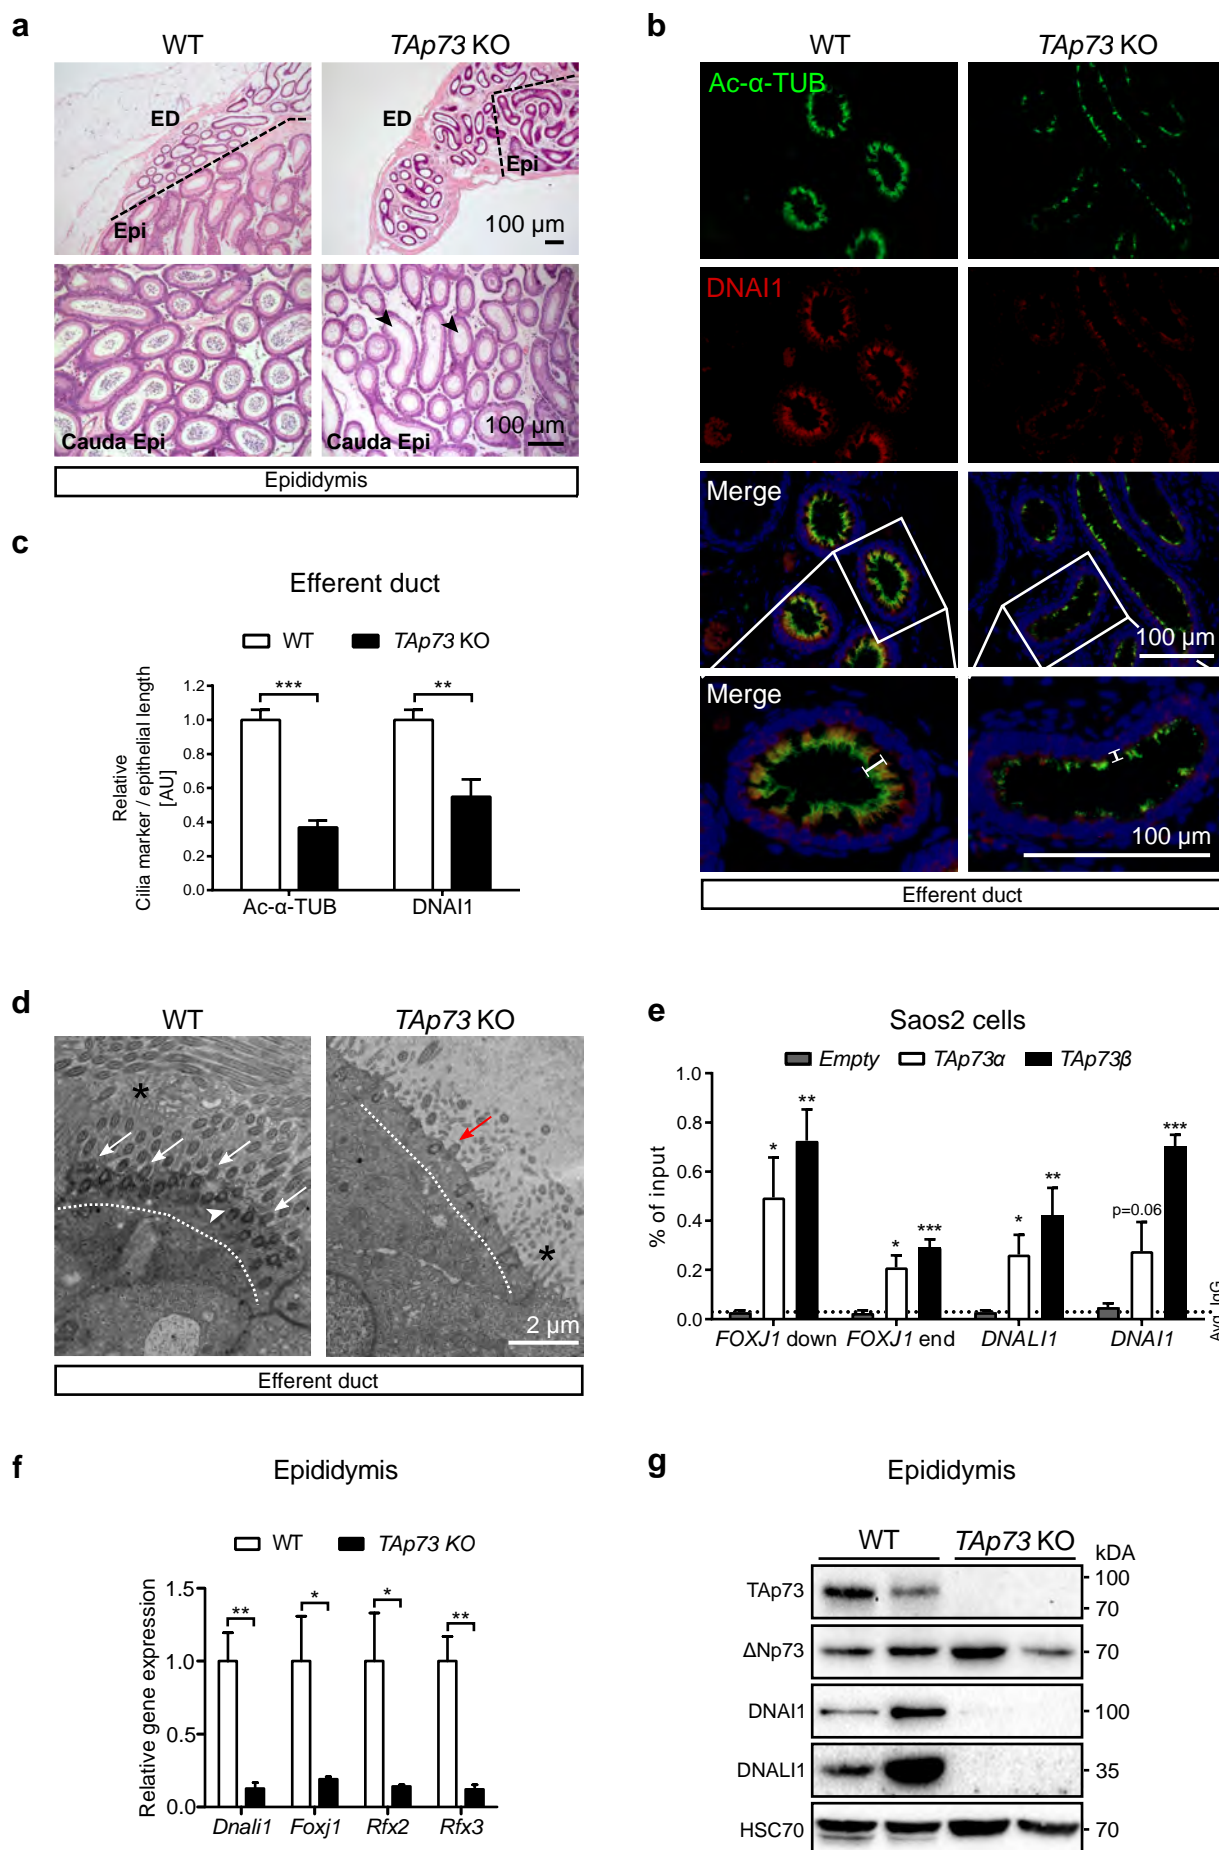 a
WT
TAp73 KO
ED
Epi
ED
Epi
100 µm
Cauda Epi
Cauda Epi
100 µm
Epididymis
b
WT
TAp73 KO
Ac-α-TUB
DNAI1
Merge
100 µm
Merge
100 µm
Efferent duct
c
Efferent duct
WT
TAp73 KO
Relative
Cilia marker / epithelial length
[AU]
1.2
1.0
0.8
0.6
0.4
0.2
0.0
***
**
Ac-α-TUB
DNAI1
d
WT
TAp73 KO
*
*
2 µm
Efferent duct
e
Saos2 cells
Empty
TAp73α
TAp73β
% of input
1.0
0.8
0.6
0.4
0.2
0.0
*
**
*
***
*
**
p=0.06
***
Avg. IgG
FOXJ1 down
FOXJ1 end
DNALI1
DNAI1
f
Epididymis
WT
TAp73 KO
Relative gene expression
1.5
1.0
0.5
0.0
**
*
*
**
Dnali1
Foxj1
Rfx2
Rfx3
g
Epididymis
WT
TAp73 KO
kDA
TAp73
100
70
ΔNp73
70
DNAI1
100
DNALI1
35
HSC70
70